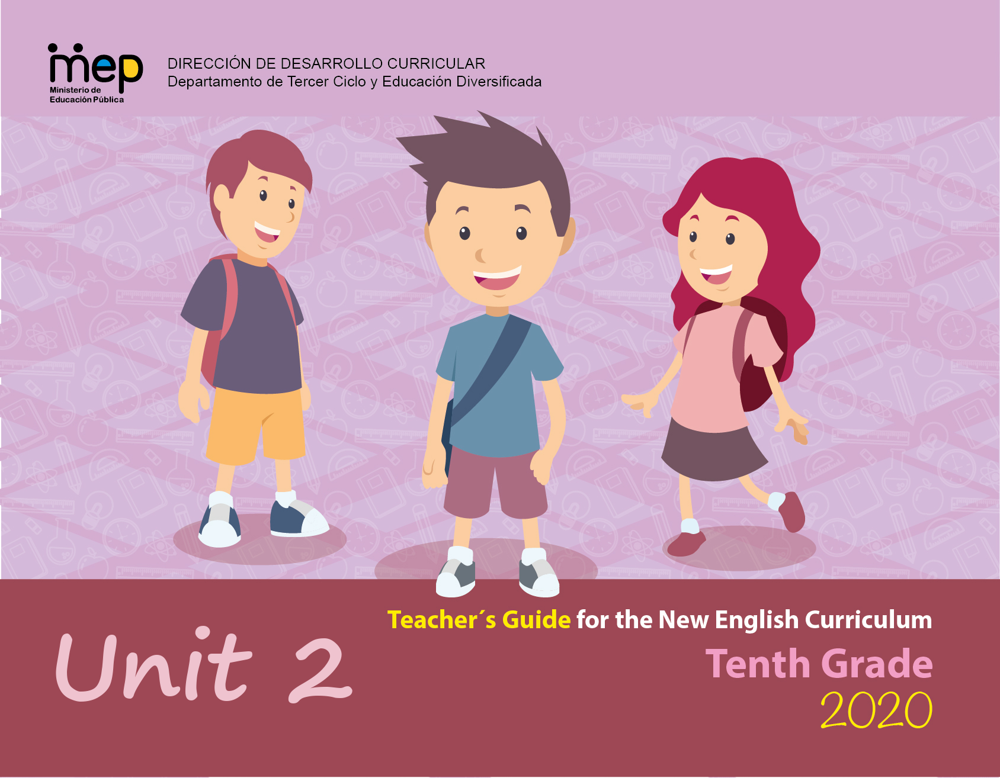 mep
Ministerio de
Educación Pública
DIRECCIÓN DE DESARROLLO CURRICULAR
Departamento de Tercer Ciclo y Educación Diversificada
Teacher´s Guide for the New English Curriculum
Unit 2
Tenth Grade
2020